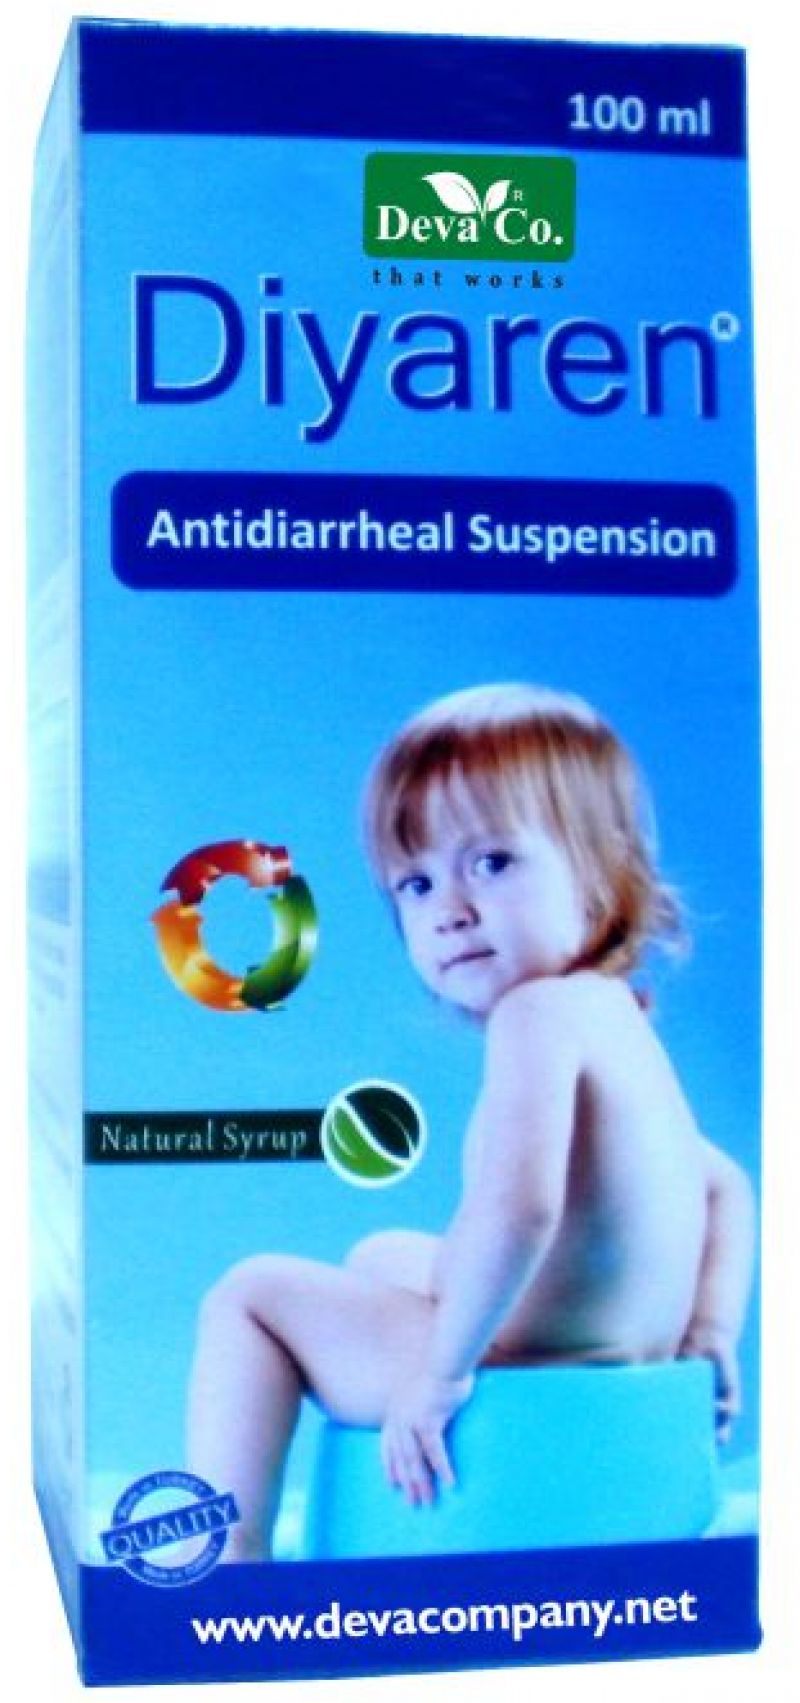 100 ml
Deva Co. ®
that works
Diyaren®
Antidiarrheal Suspension
Natural Syrup
QUALITY
www.devacompany.net